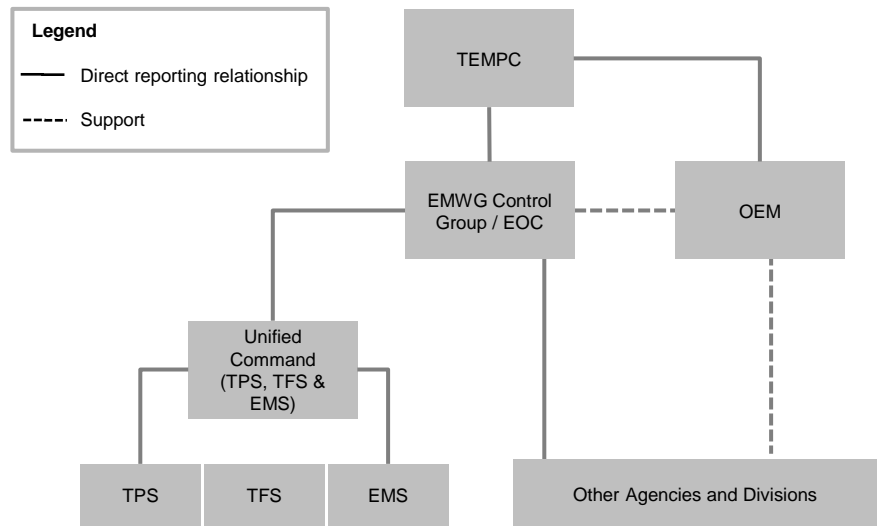 Legend
Direct reporting relationship
Support
TEMPC
EMWG Control
Group / EOC
OEM
Unified
Command
(TPS, TFS &
EMS)
TPS
TFS
EMS
Other Agencies and Divisions